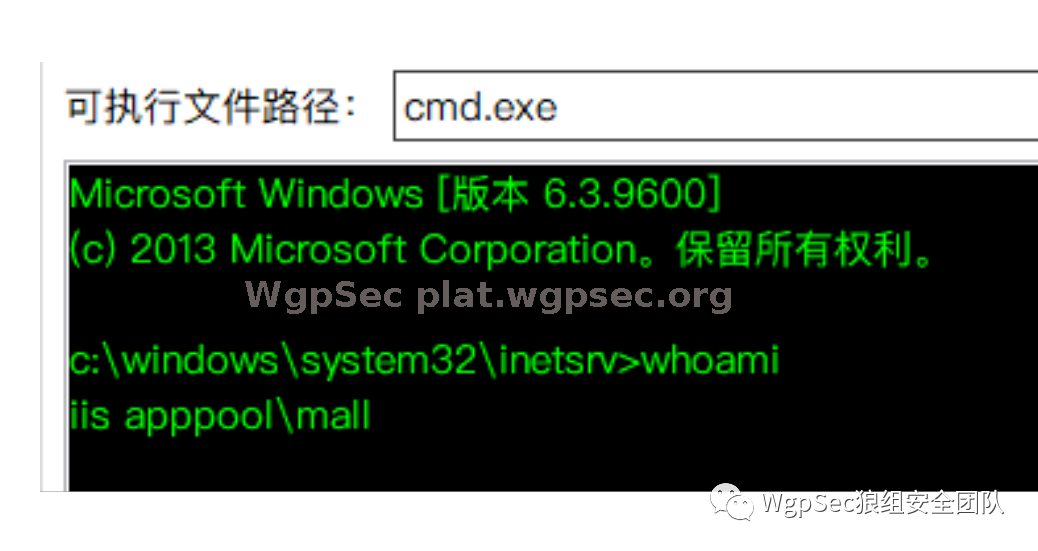 可执行文件路径： cmd.exe
Microsoft Windows [版本 6.3.9600]
(c) 2013 Microsoft Corporation。保留所有权利。
WgpSec plat.wgpsec.org
c:\windows\system32\inetsrv>whoami
iis apppool\mall
WgpSec狼组安全团队